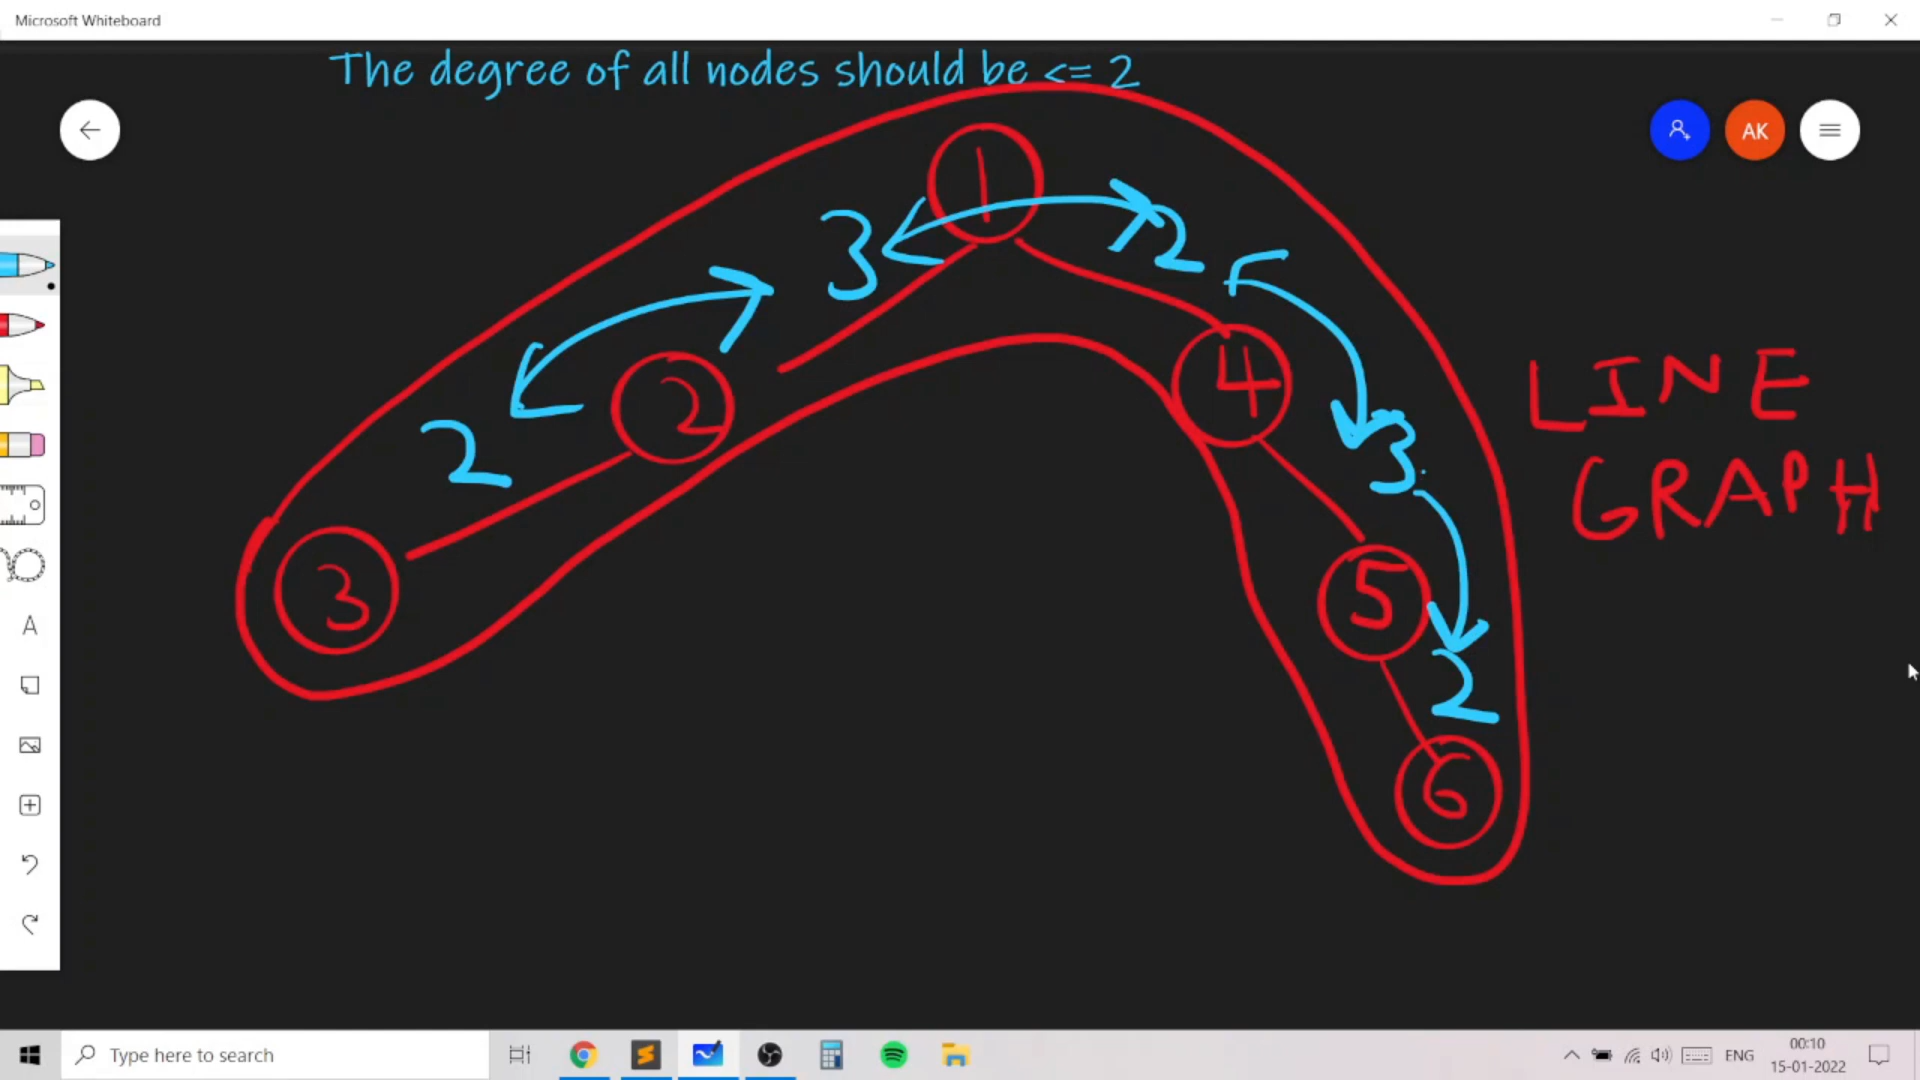 Microsoft Whiteboard
The degree of all nodes should be <= 2
AK
1
3
2
2
4
2
3
3
5
2
6
LINE
GRAPH
A
Type here to search
ENG
00:10
15-01-2022